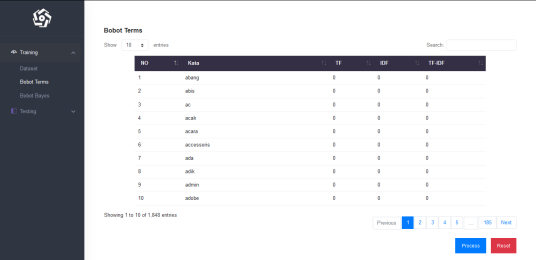 Bobot Terms
Show 10 entries Search:
Training
Dataset
Bobot Terms
Bobot Bayes
Testing
NO Kata TF IDF TF-IDF
1 abang 0 0 0
2 abis 0 0 0
3 ac 0 0 0
4 acak 0 0 0
5 acara 0 0 0
6 accessoris 0 0 0
7 ada 0 0 0
8 adik 0 0 0
9 admin 0 0 0
10 adobe 0 0 0
Showing 1 to 10 of 1,848 entries
Previous 1 2 3 4 5 ... 185 Next
Process Reset